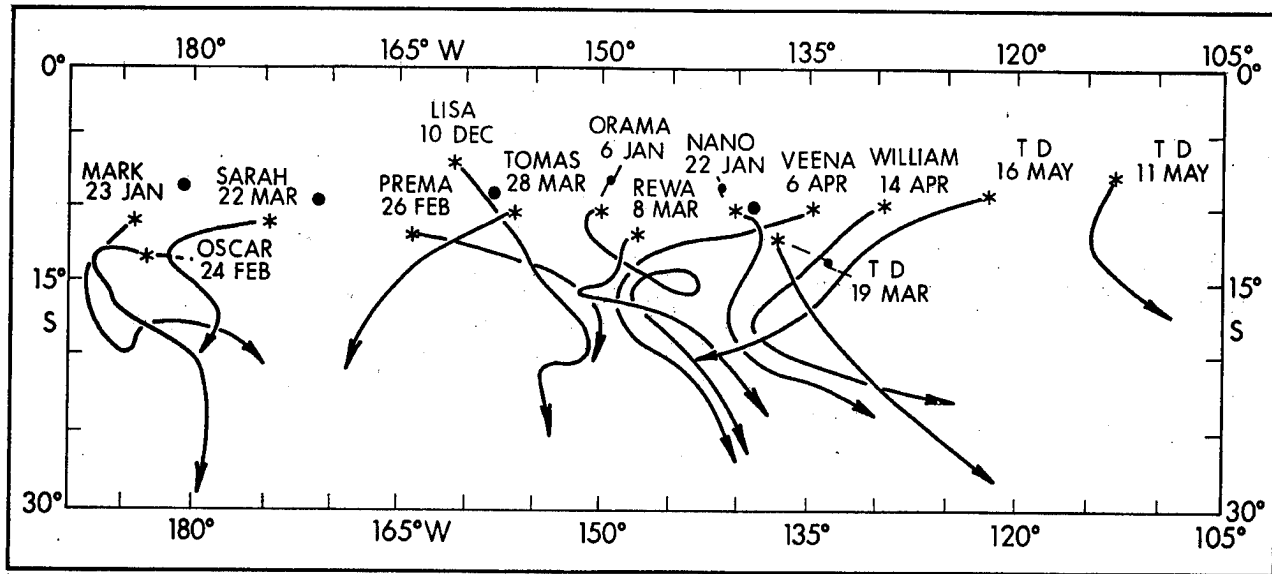 180° 165° W 150° 135° 120° 105°
0° 0°
LISA
10 DEC
ORAMA
6 JAN
NANO
22 JAN
MARK
23 JAN
SARAH
22 MAR
PREMA
26 FEB
TOMAS
28 MAR
REWA
8 MAR
VEENA
6 APR
WILLIAM
14 APR
T D
16 MAY
T D
11 MAY
OSCAR
24 FEB
T D
19 MAR
15° 15°
S S
30° 30°
180° 165°W 150° 135° 120° 105°